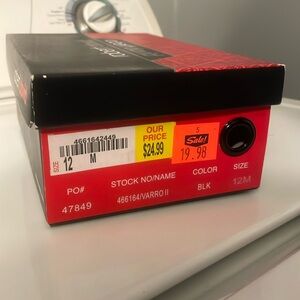 4661642449
SIZE 12 M
OUR
PRICE
$24.99
5
Sale!
19.98
PO#
47849
STOCK NO/NAME
466164/VARRO II
COLOR
BLK
SIZE
12M